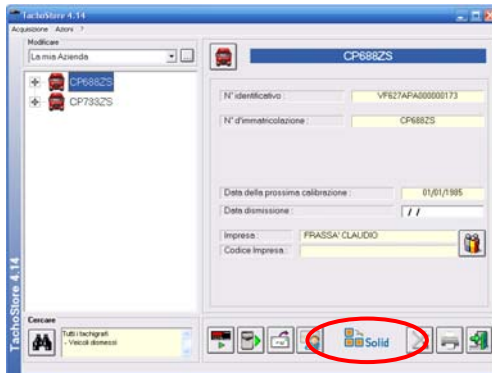 TachoStore 4.14
Acquisizione Azioni ?
Modificare
La mia Azienda
CP688ZS
CP733ZS
CP688ZS
N° identificativo : VF627APA000000173
N° d'immatricolazione : CP688ZS
Data della prossima calibrazione : 01/01/1985
Data dismissione : / /
Impresa : FRASSA' CLAUDIO
Codice Impresa :
Cercare
Tutti i tachigrafi
- Veicoli dismessi
Solid
TachoStore 4.14